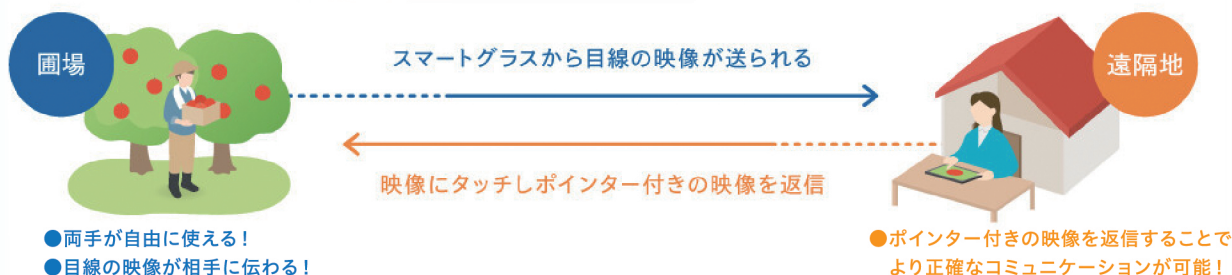 圃場
スマートグラスから目線の映像が送られる
遠隔地
映像にタッチしポインター付きの映像を返信
●両手が自由に使える！
●目線の映像が相手に伝わる！
●ポインター付きの映像を返信することで
より正確なコミュニケーションが可能！